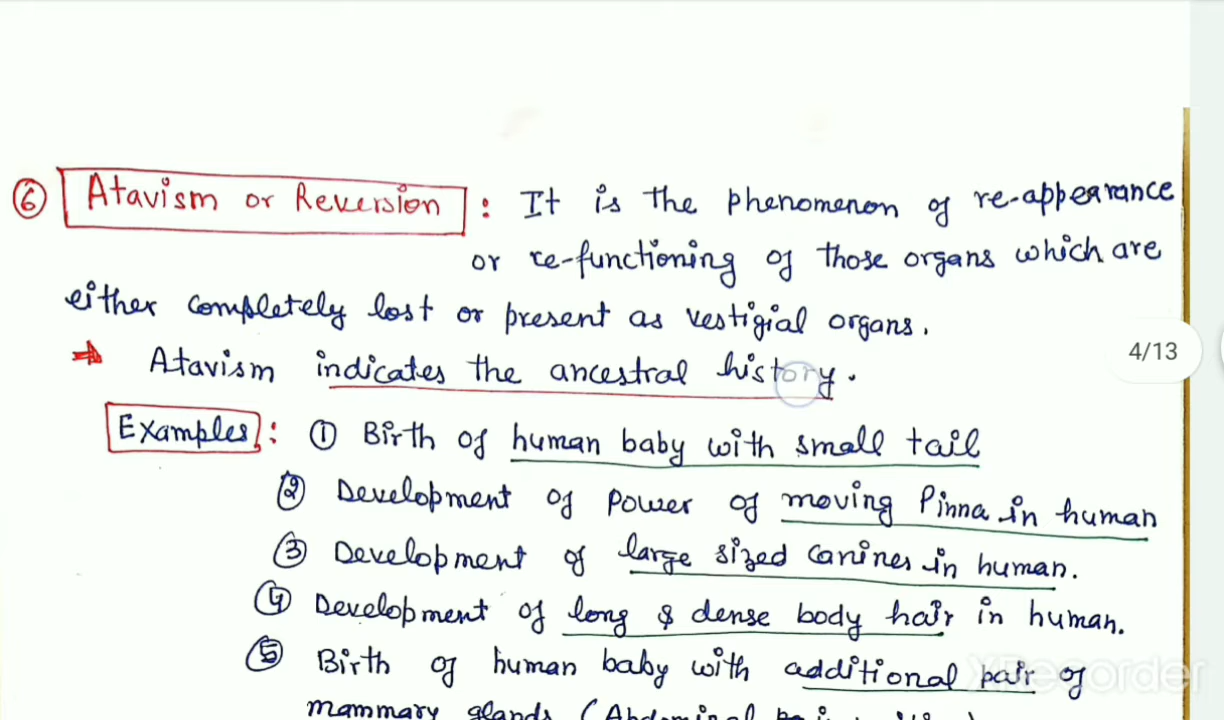 ⑥ Atavism or Reversion : It is the phenomenon of re-appearance
or re-functioning of those organs which are
either completely lost or present as vestigial organs.
→ Atavism indicates the ancestral history.
4/13
Examples : ① Birth of human baby with small tail
② Development of Power of moving Pinna in human
③ Development of large sized canines in human.
④ Development of long & dense body hair in human.
⑤ Birth of human baby with additional pair of
XRecorder
mammary glands (Abdominal